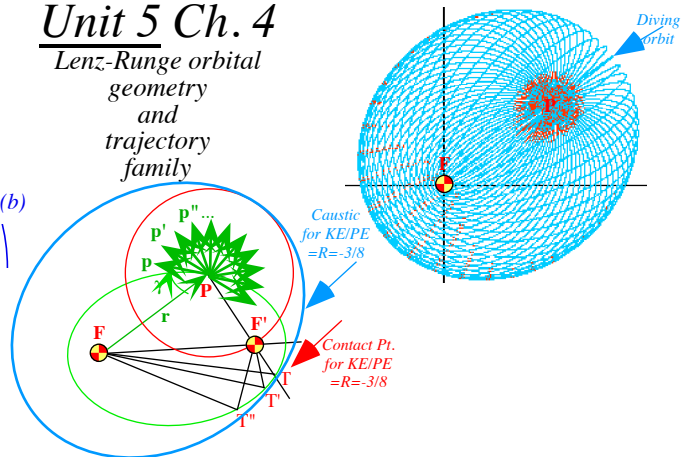 Unit 5 Ch. 4
Lenz-Runge orbital
geometry
and
trajectory
family
Diving
orbit
P
F
(b)
p"...
p'
p
P
r
F
F'
T
T'
T"
Caustic
for KE/PE
=R=-3/8
Contact Pt.
for KE/PE
=R=-3/8